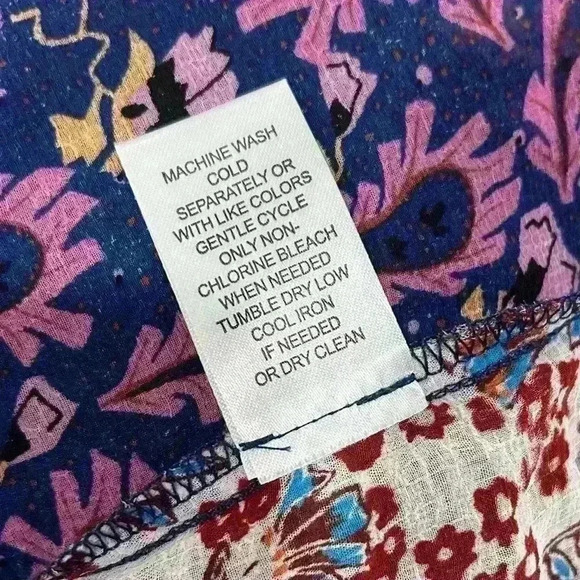 MACHINE WASH
COLD
SEPARATELY OR
WITH LIKE COLORS
GENTLE CYCLE
ONLY NON-
CHLORINE BLEACH
WHEN NEEDED
TUMBLE DRY LOW
COOL IRON
IF NEEDED
OR DRY CLEAN